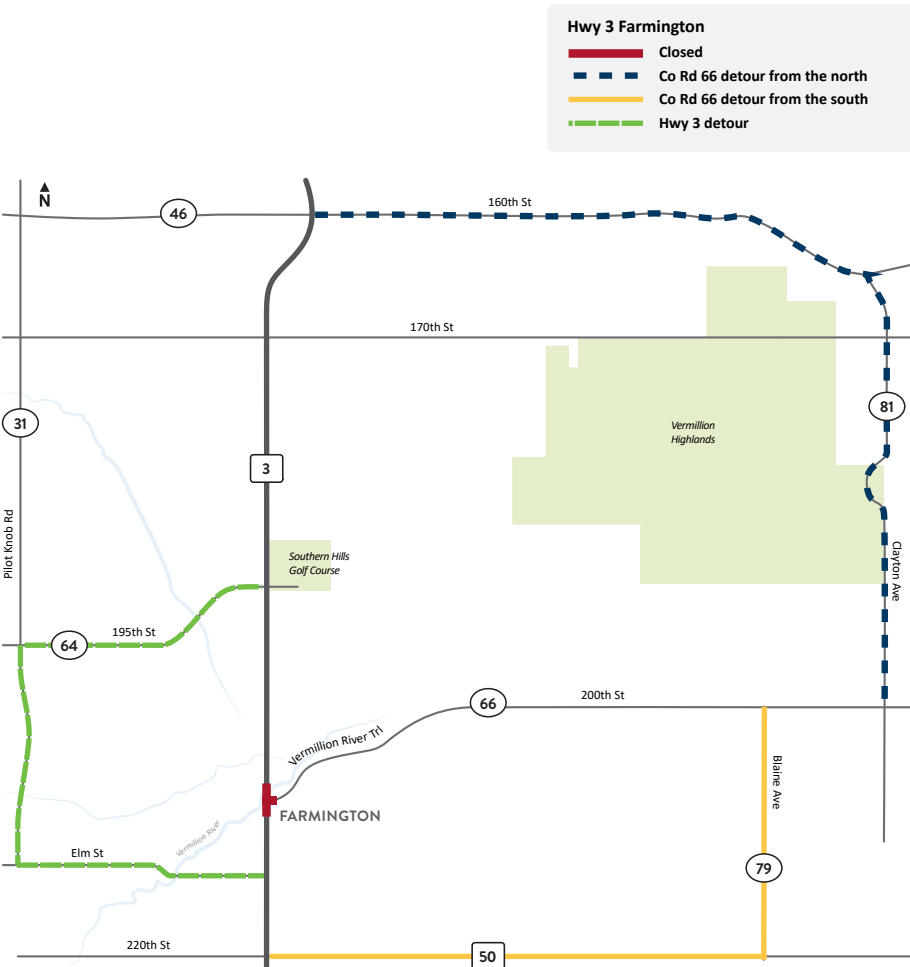 Hwy 3 Farmington
Closed
Co Rd 66 detour from the north
Co Rd 66 detour from the south
Hwy 3 detour
N
46
160th St
170th St
31
81
Vermillion
Highlands
3
Pilot Knob Rd
Southern Hills
Golf Course
Clayton Ave
195th St
64
200th St
66
Vermillion River Trl
Blaine Ave
FARMINGTON
Vermillion River
Elm St
79
220th St
50